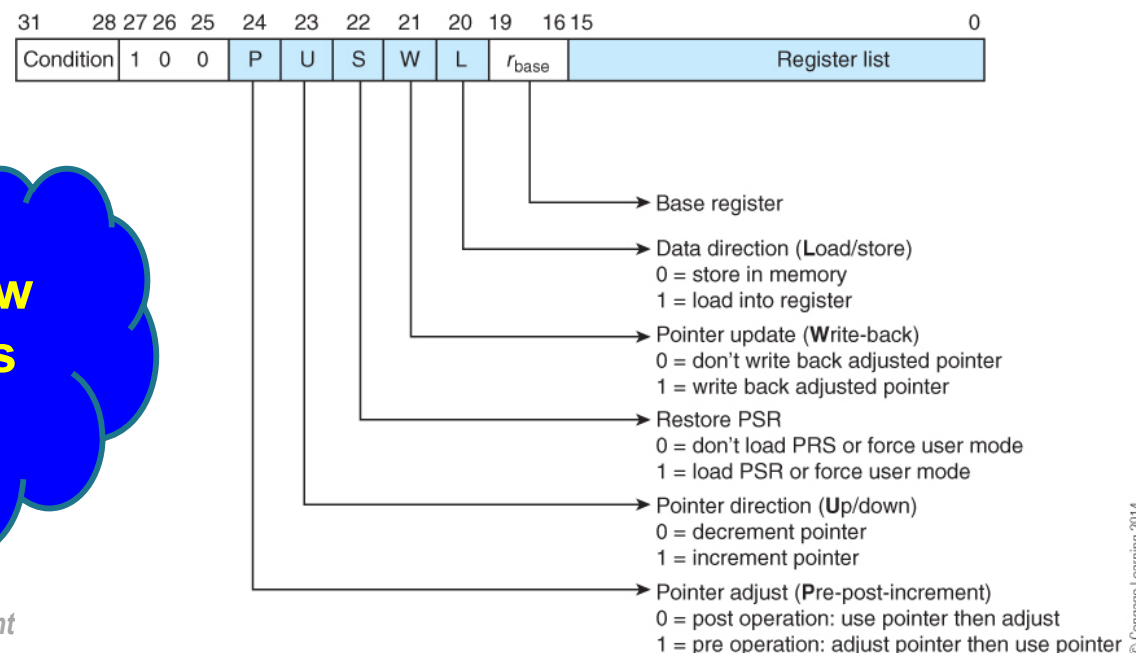 31 28 27 26 25 24 23 22 21 20 19 16 15 0
Condition 1 0 0 P U S W L rbase Register list
Base register
Data direction (Load/store)
0 = store in memory
1 = load into register
Pointer update (Write-back)
0 = don't write back adjusted pointer
1 = write back adjusted pointer
Restore PSR
0 = don't load PRS or force user mode
1 = load PSR or force user mode
Pointer direction (Up/down)
0 = decrement pointer
1 = increment pointer
Pointer adjust (Pre-post-increment)
0 = post operation: use pointer then adjust
1 = pre operation: adjust pointer then use pointer
w
s
nt
© Cengage Learning 2014